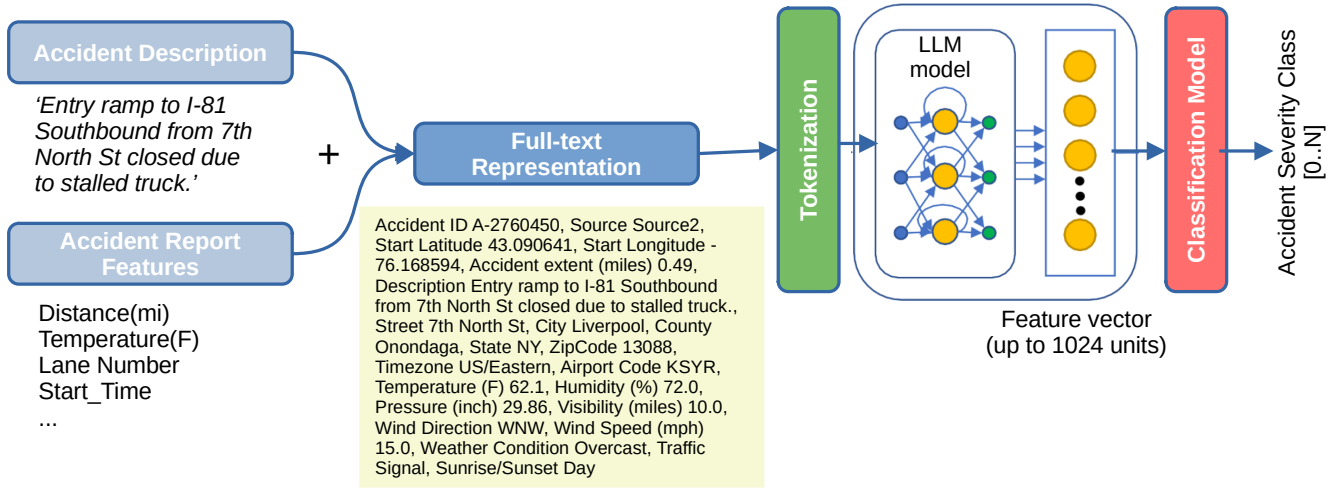 Accident Description
‘Entry ramp to I-81
Southbound from 7th
North St closed due
to stalled truck.’
+
Accident Report
Features
Distance(mi)
Temperature(F)
Lane Number
Start_Time
...
Full-text
Representation
Accident ID A-2760450, Source Source2,
Start Latitude 43.090641, Start Longitude -
76.168594, Accident extent (miles) 0.49,
Description Entry ramp to I-81 Southbound
from 7th North St closed due to stalled truck.,
Street 7th North St, City Liverpool, County
Onondaga, State NY, ZipCode 13088,
Timezone US/Eastern, Airport Code KSYR,
Temperature (F) 62.1, Humidity (%) 72.0,
Pressure (inch) 29.86, Visibility (miles) 10.0,
Wind Direction WNW, Wind Speed (mph)
15.0, Weather Condition Overcast, Traffic
Signal, Sunrise/Sunset Day
Tokenization
LLM
model
Feature vector
(up to 1024 units)
Classification Model
Accident Severity Class
[0..N]